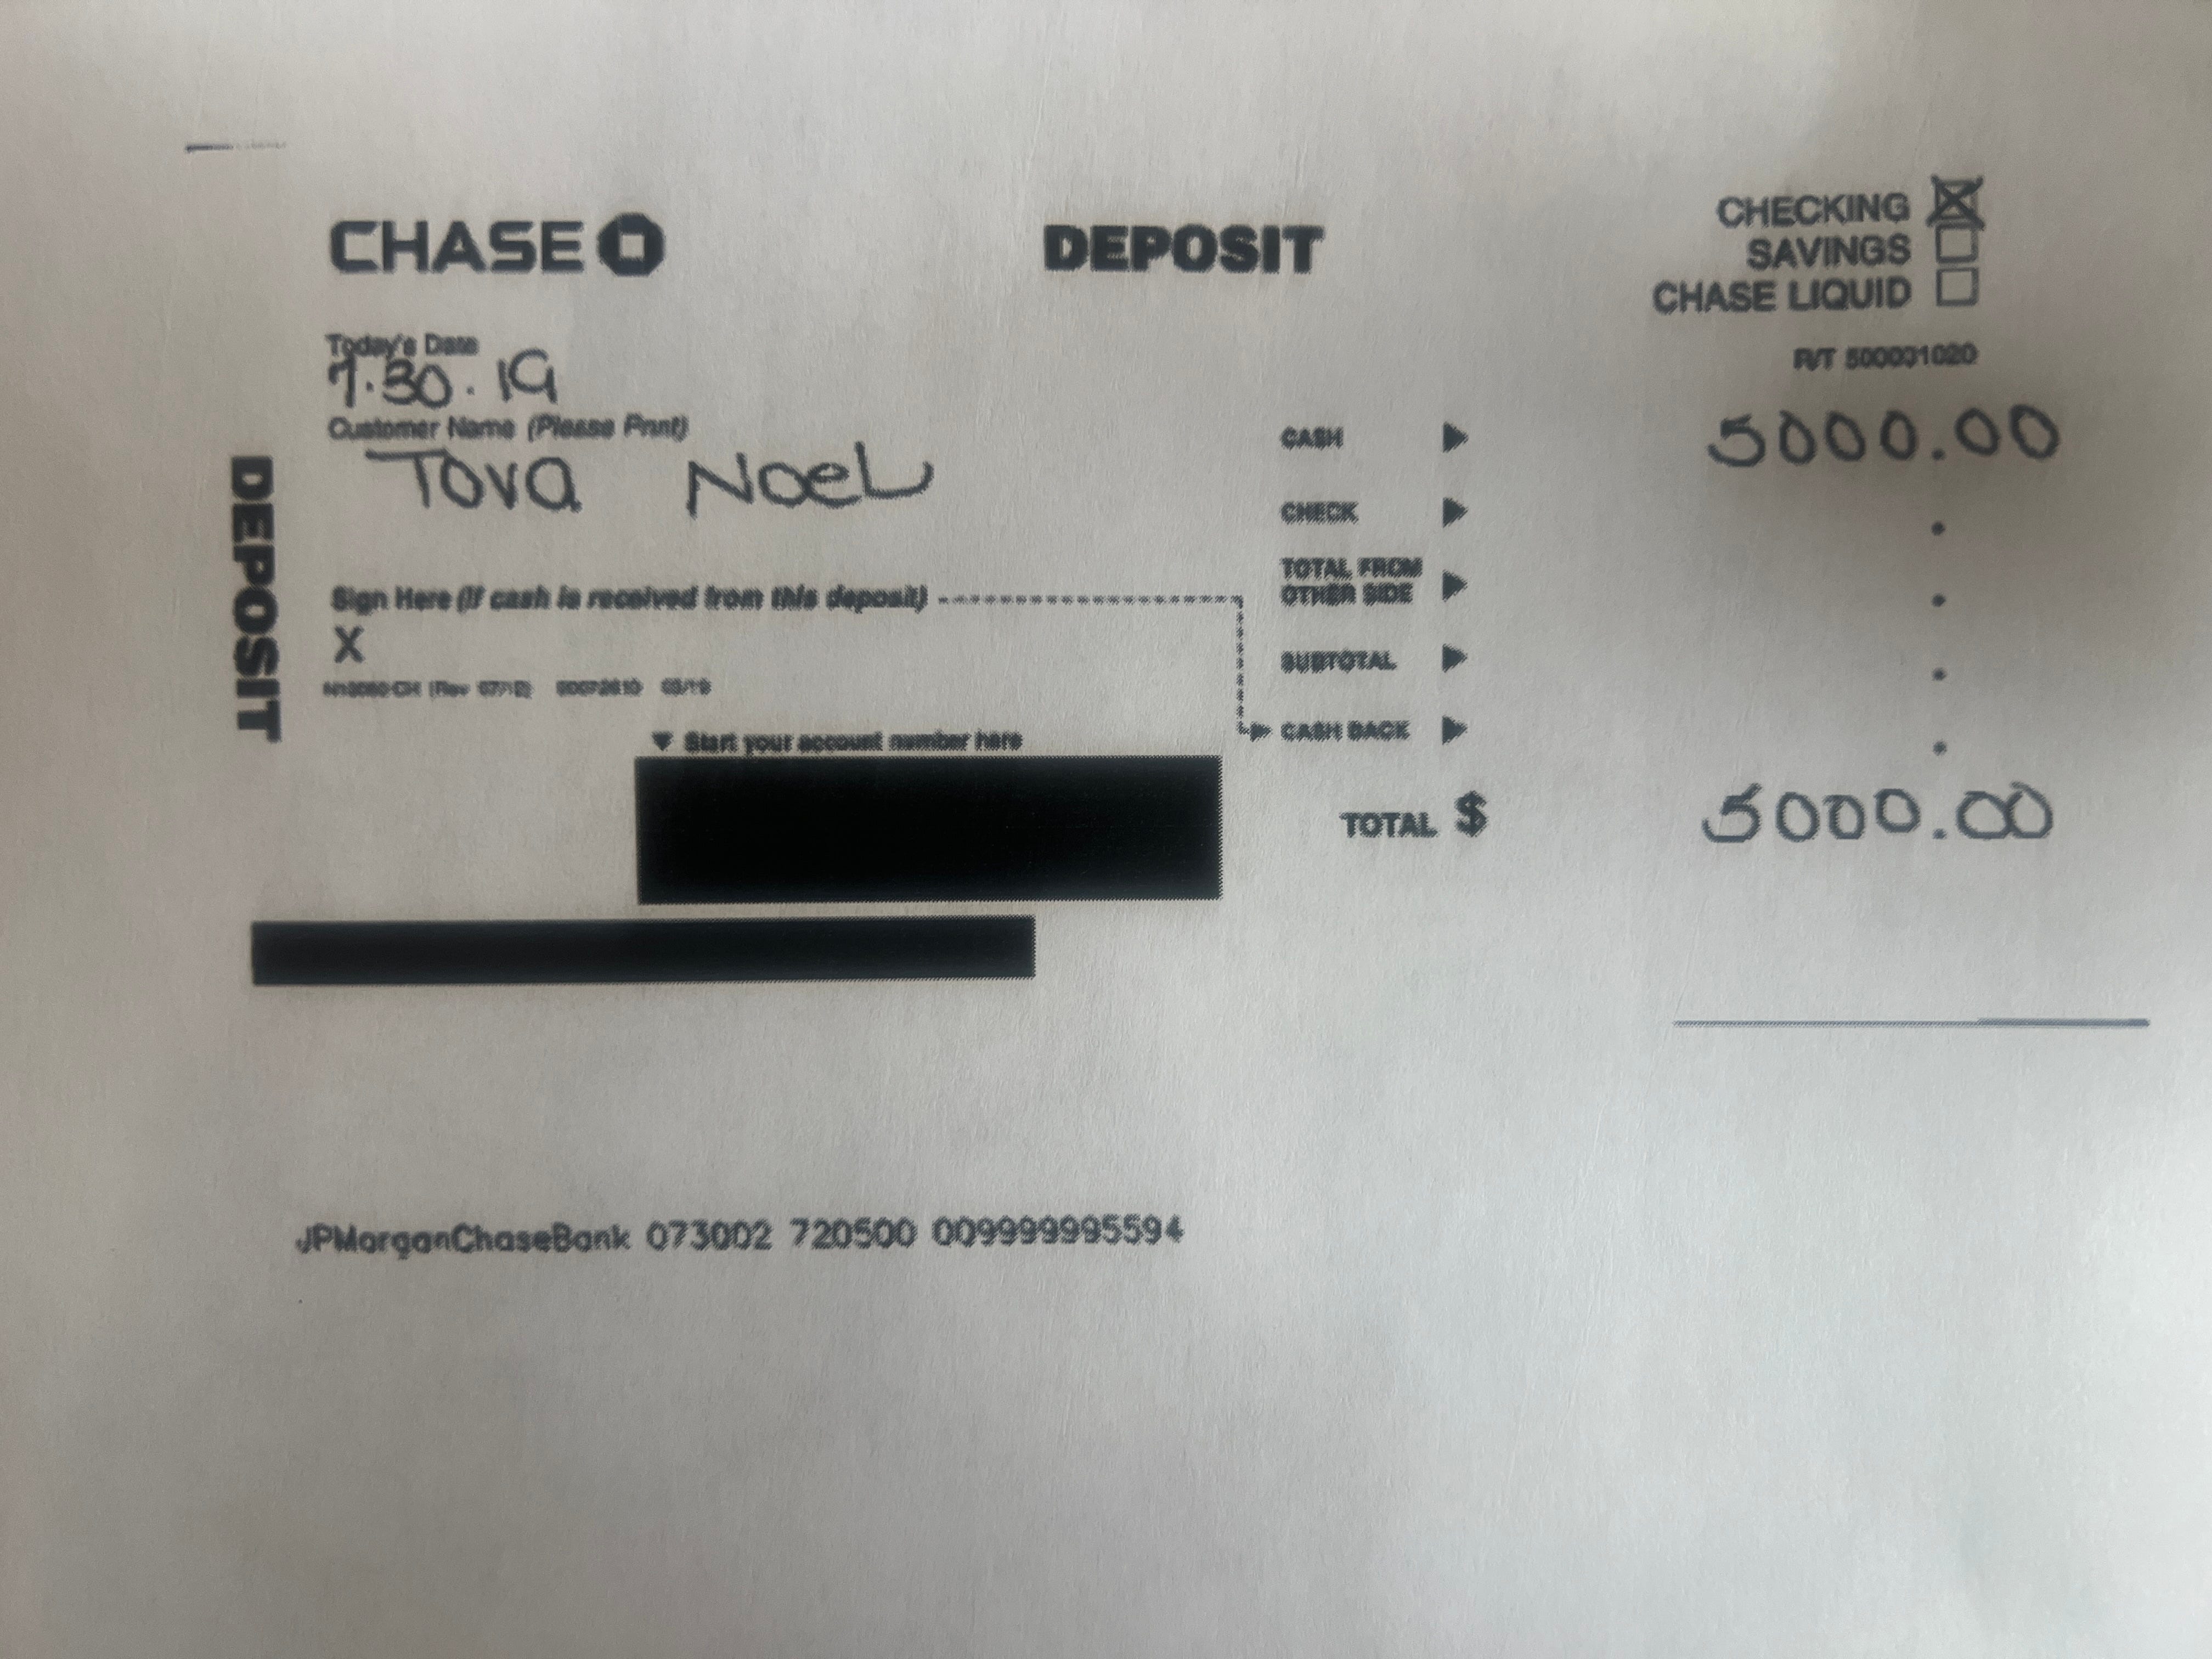 CHASE
DEPOSIT
CHECKING
SAVINGS
CHASE LIQUID
R/T 500001020
Today's Date
7.30.19
Customer Name (Please Print)
Tova Noel
DEPOSIT
Sign Here (If cash is received from this deposit)
X
▼ Start your account number here
CASH ▶ 5000.00
CHECK ▶ .
TOTAL FROM
OTHER SIDE ▶ .
SUBTOTAL ▶ .
CASH BACK ▶ .
TOTAL $ 5000.00
JPMorganChaseBank 073002 720500 009999995594